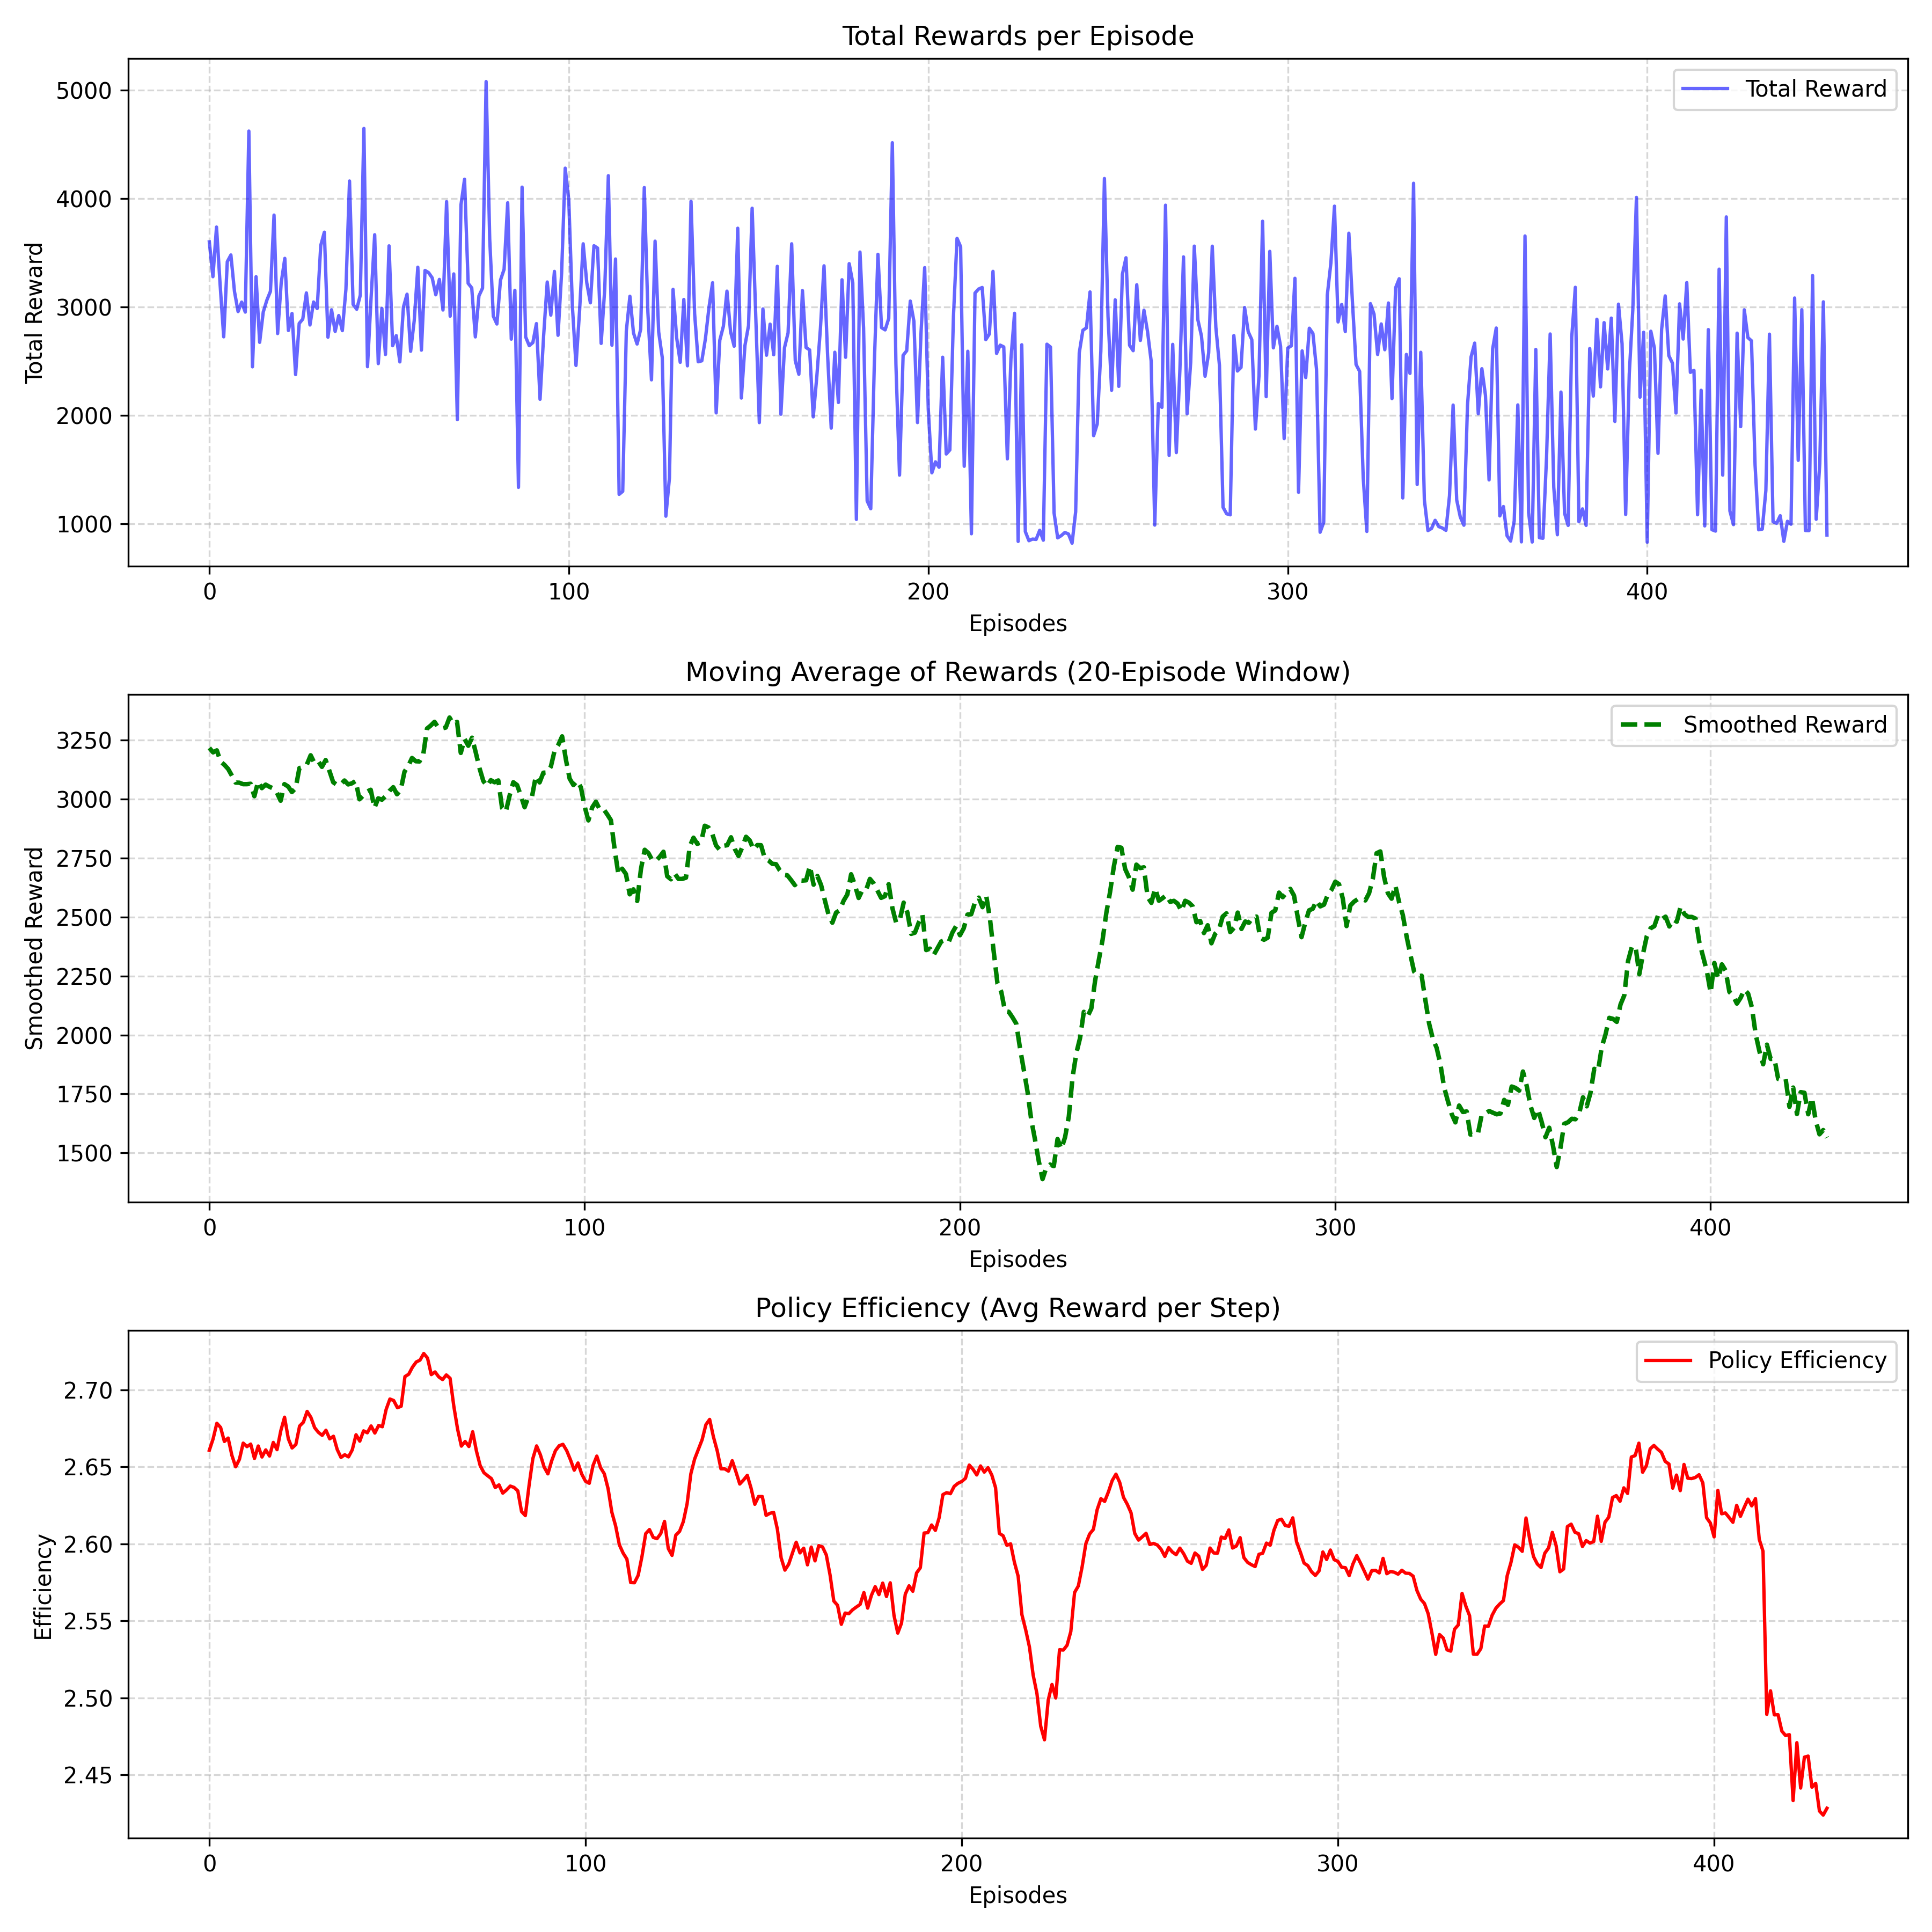 Total Rewards per Episode
Total Reward
5000
4000
3000
2000
1000
Total Reward
0 100 200 300 400
Episodes
Moving Average of Rewards (20-Episode Window)
Smoothed Reward
3250
3000
2750
2500
2250
2000
1750
1500
Smoothed Reward
0 100 200 300 400
Episodes
Policy Efficiency (Avg Reward per Step)
Policy Efficiency
2.70
2.65
2.60
2.55
2.50
2.45
Efficiency
0 100 200 300 400
Episodes